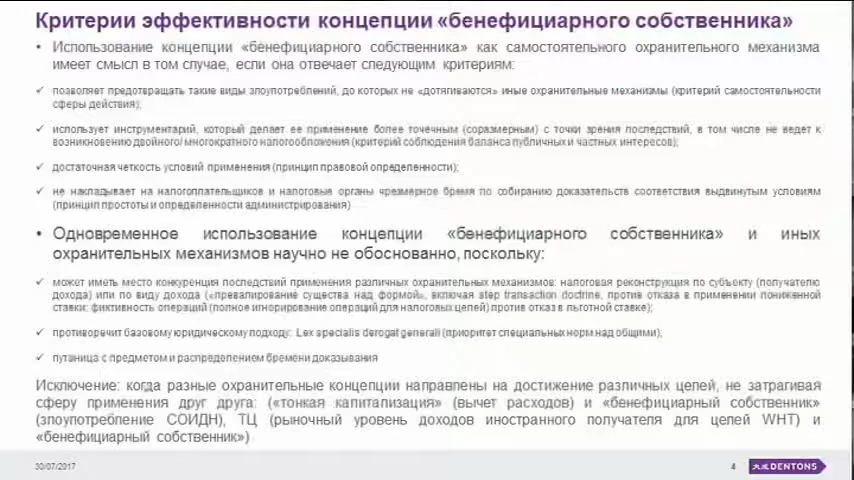 Критерии эффективности концепции «бенефициарного собственника»
• Использование концепции «бенефициарного собственника» как самостоятельного охранительного механизма
имеет смысл в том случае, если она отвечает следующим критериям:
✓ позволяет предотвращать такие виды злоупотреблений, до которых не «дотягиваются» иные охранительные механизмы (критерий самостоятельности
сферы действия);
✓ использует инструментарий, который делает ее применение более точечным (соразмерным) с точки зрения последствий, в том числе не ведет к
возникновению двойного/ многократного налогообложения (критерий соблюдения баланса публичных и частных интересов);
✓ достаточная четкость условий применения (принцип правовой определенности);
✓ не накладывает на налогоплательщиков и налоговые органы чрезмерное бремя по собиранию доказательств соответствия выдвинутым условиям
(принцип простоты и определенности администрирования)
• Одновременное использование концепции «бенефициарного собственника» и иных
охранительных механизмов научно не обоснованно, поскольку:
✓ может иметь место конкуренция последствий применения различных охранительных механизмов: налоговая реконструкция по субъекту (получателю
дохода) или по виду дохода («превалирование существа над формой», включая step transaction doctrine, против отказа в применении пониженной
ставки; фиктивность операций (полное игнорирование операций для налоговых целей) против отказ в льготной ставке);
✓ противоречит базовому юридическому подходу: Lex specialis derogat generali (приоритет специальных норм над общими);
✓ путаница с предметом и распределением бремени доказывания
Исключение: когда разные охранительные концепции направлены на достижение различных целей, не затрагивая
сферу применения друг друга: («тонкая капитализация» (вычет расходов) и «бенефициарный собственник»
(злоупотребление СОИДН), ТЦ (рыночный уровень доходов иностранного получателя для целей WHT) и
«бенефициарный собственник»)
30/07/2017
4
大成 DENTONS